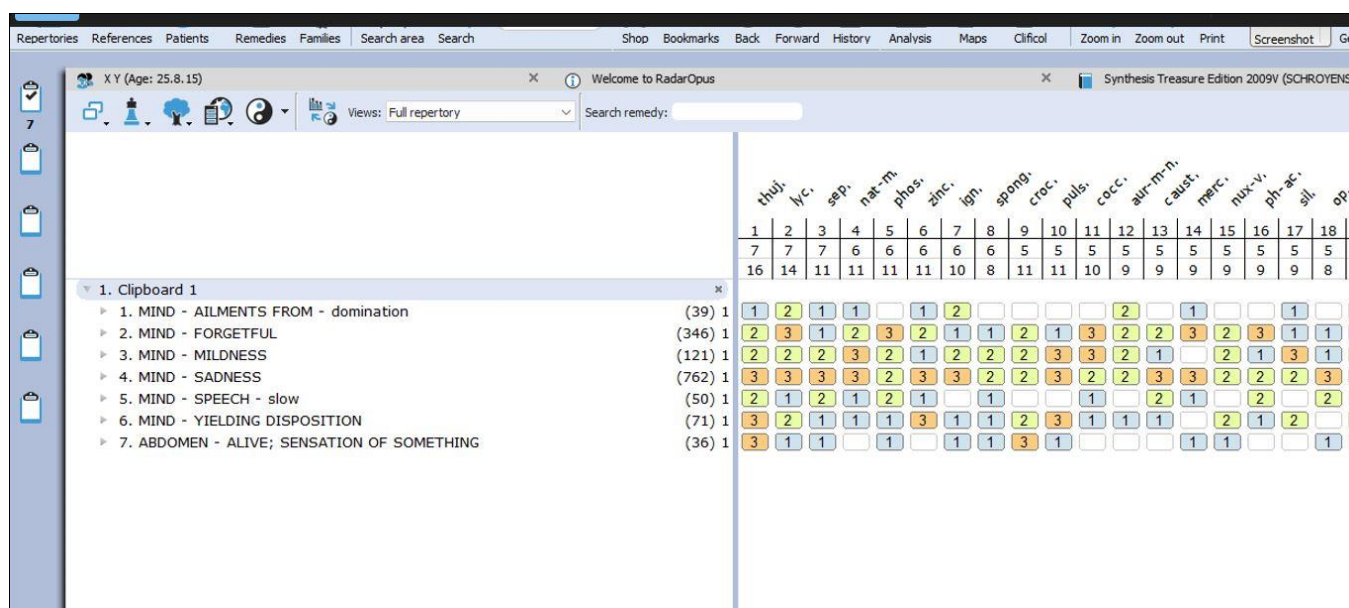 Repertories References Patients Remedies Families Search area Search Shop Bookmarks Back Forward History Analysis Maps Clificol Zoom in Zoom out Print Screenshot
X Y (Age: 25.8.15) Welcome to RadarOpus Synthesis Treasure Edition 2009V (SCHROYENS
Views: Full repertory Search remedy:
7
thuj. lyc. sep. nat-m. phos. zinc. ign. spong. croc. puls. cocc. aur-m-n. caust. merc. nux-v. ph-ac. sil. op.
1 2 3 4 5 6 7 8 9 10 11 12 13 14 15 16 17 18
7 7 7 6 6 6 6 6 5 5 5 5 5 5 5 5 5 5
16 14 11 11 11 11 10 8 11 11 10 9 9 9 9 9 9 8
1. Clipboard 1
1. MIND - AILMENTS FROM - domination (39) 1 1 2 1 1 1 2 2 1 1
2. MIND - FORGETFUL (346) 1 2 3 1 2 3 2 1 1 2 1 3 2 2 3 2 3 1 1
3. MIND - MILDNESS (121) 1 2 2 2 3 2 1 2 2 2 3 3 2 1 2 1 3 1
4. MIND - SADNESS (762) 1 3 3 3 3 2 3 3 2 2 3 2 2 3 3 2 2 2 3
5. MIND - SPEECH - slow (50) 1 2 1 2 1 2 1 1 1 2 1 2 2
6. MIND - YIELDING DISPOSITION (71) 1 3 2 1 1 1 3 1 1 2 3 1 1 1 2 1 2
7. ABDOMEN - ALIVE; SENSATION OF SOMETHING (36) 1 3 1 1 1 1 1 3 1 1 1 1